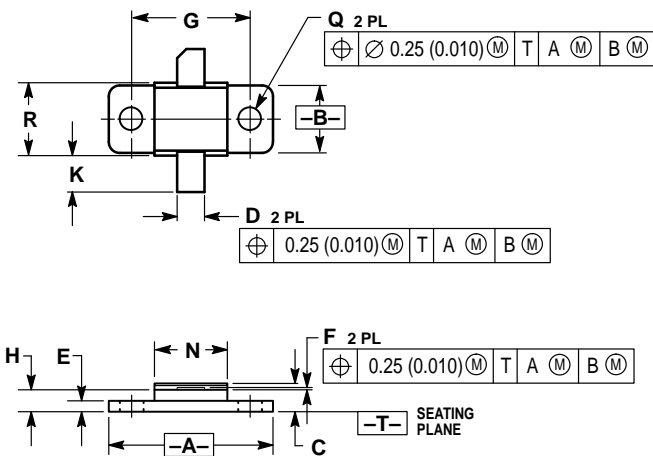 G
Q 2 PL
⌖ ∅ 0.25 (0.010) Ⓜ T A Ⓜ B Ⓜ
R
–B–
K
D 2 PL
⌖ 0.25 (0.010) Ⓜ T A Ⓜ B Ⓜ
H
E
N
F 2 PL
⌖ 0.25 (0.010) Ⓜ T A Ⓜ B Ⓜ
–T– SEATING
PLANE
–A–
C